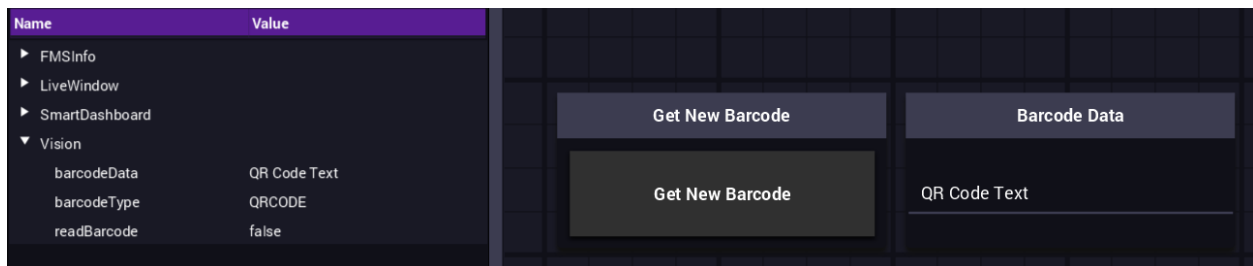 Name Value
FMSInfo
LiveWindow
SmartDashboard
Vision
barcodeData QR Code Text
barcodeType QRCODE
readBarcode false
Get New Barcode
Get New Barcode
Barcode Data
QR Code Text